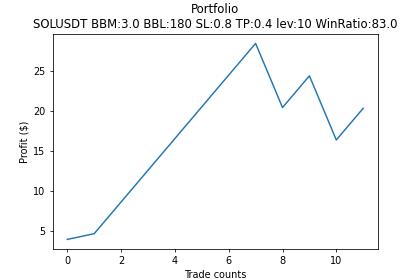 Portfolio
SOLUSDT BBM:3.0 BBL:180 SL:0.8 TP:0.4 lev:10 WinRatio:83.0
25
20
15
10
5
Profit ($)
0 2 4 6 8 10
Trade counts